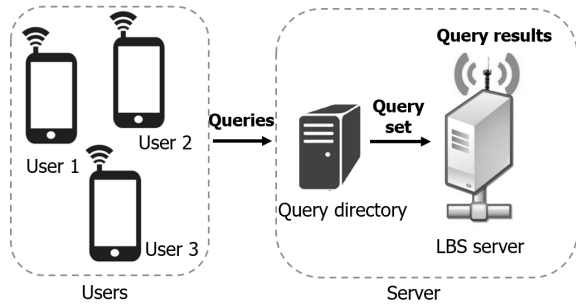 User 1
User 2
User 3
Users
Queries
Query directory
Query
set
Query results
LBS server
Server